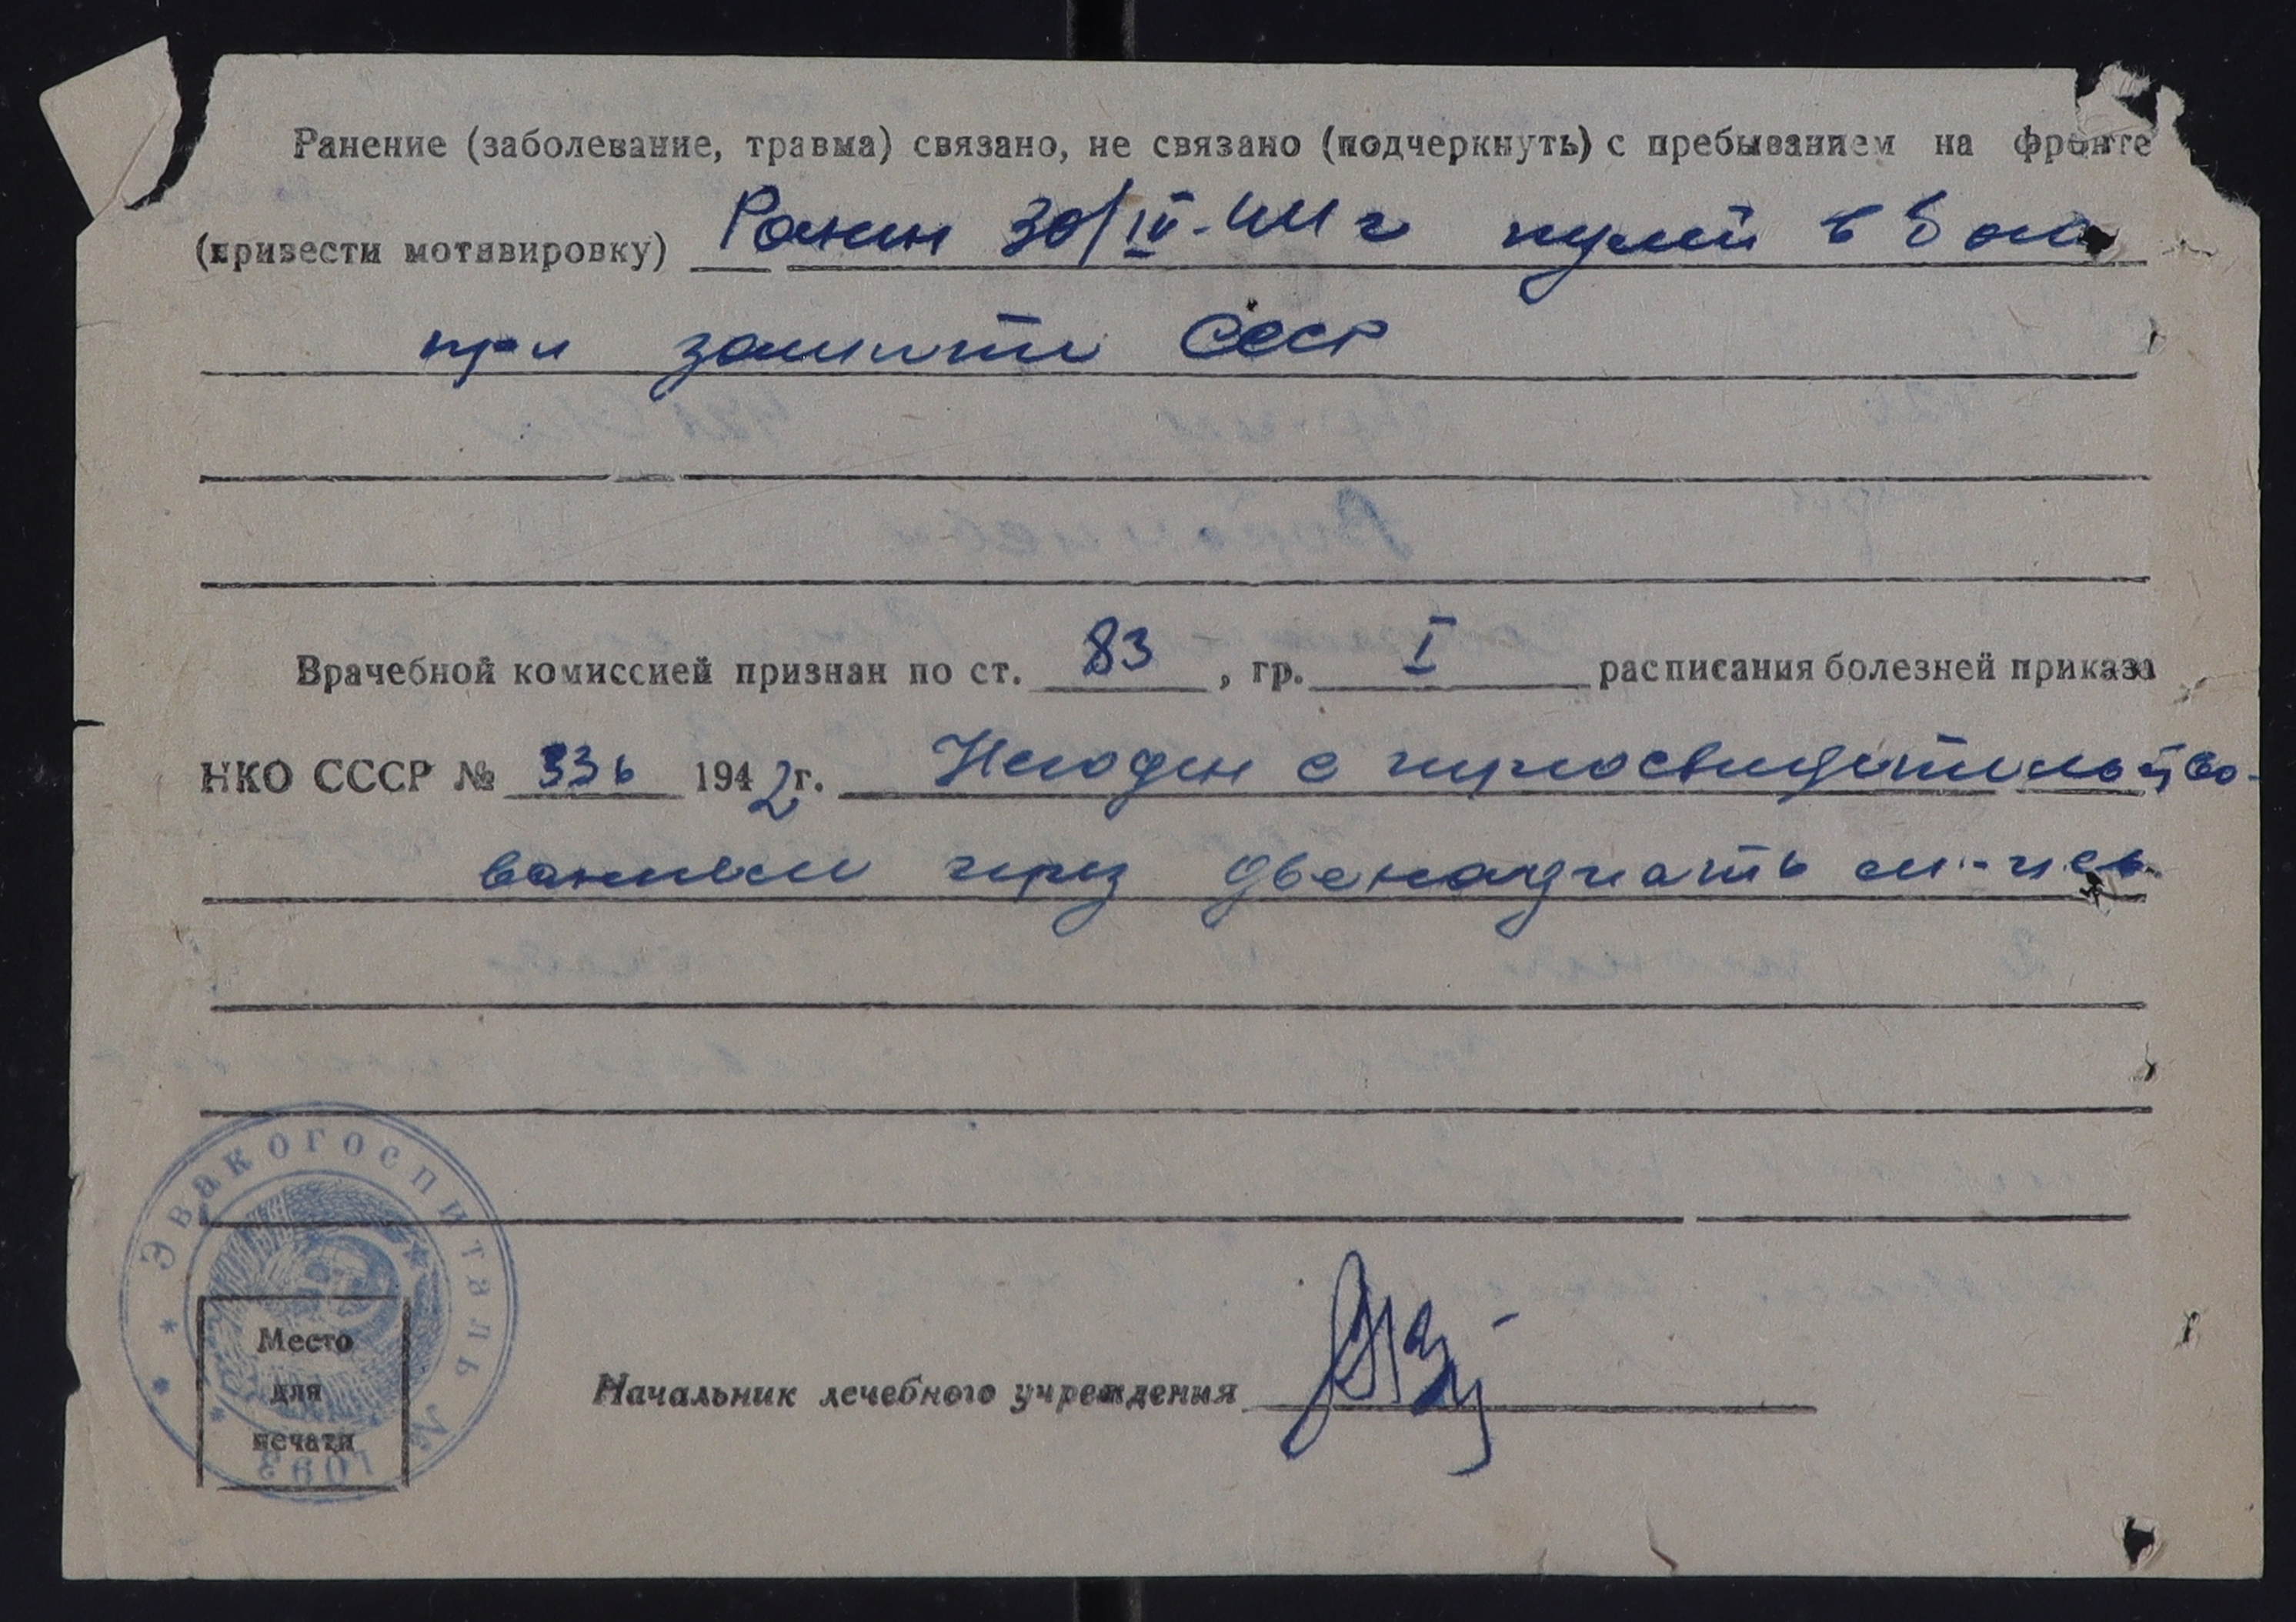 Ранение (заболевание, травма) связано, не связано (подчеркнуть) с пребыванием на фронте
(привести мотивировку) Ранен 30/IV-44 г пулей в бою
при защите СССР
Врачебной комиссией признан по ст. 83, гр. I расписания болезней приказа
НКО СССР № 336 1942 г. Негоден с переосвидетельство-
ванием через двенадцать м-цев
Эвакогоспиталь №
Место
для
печати
Начальник лечебного учреждения